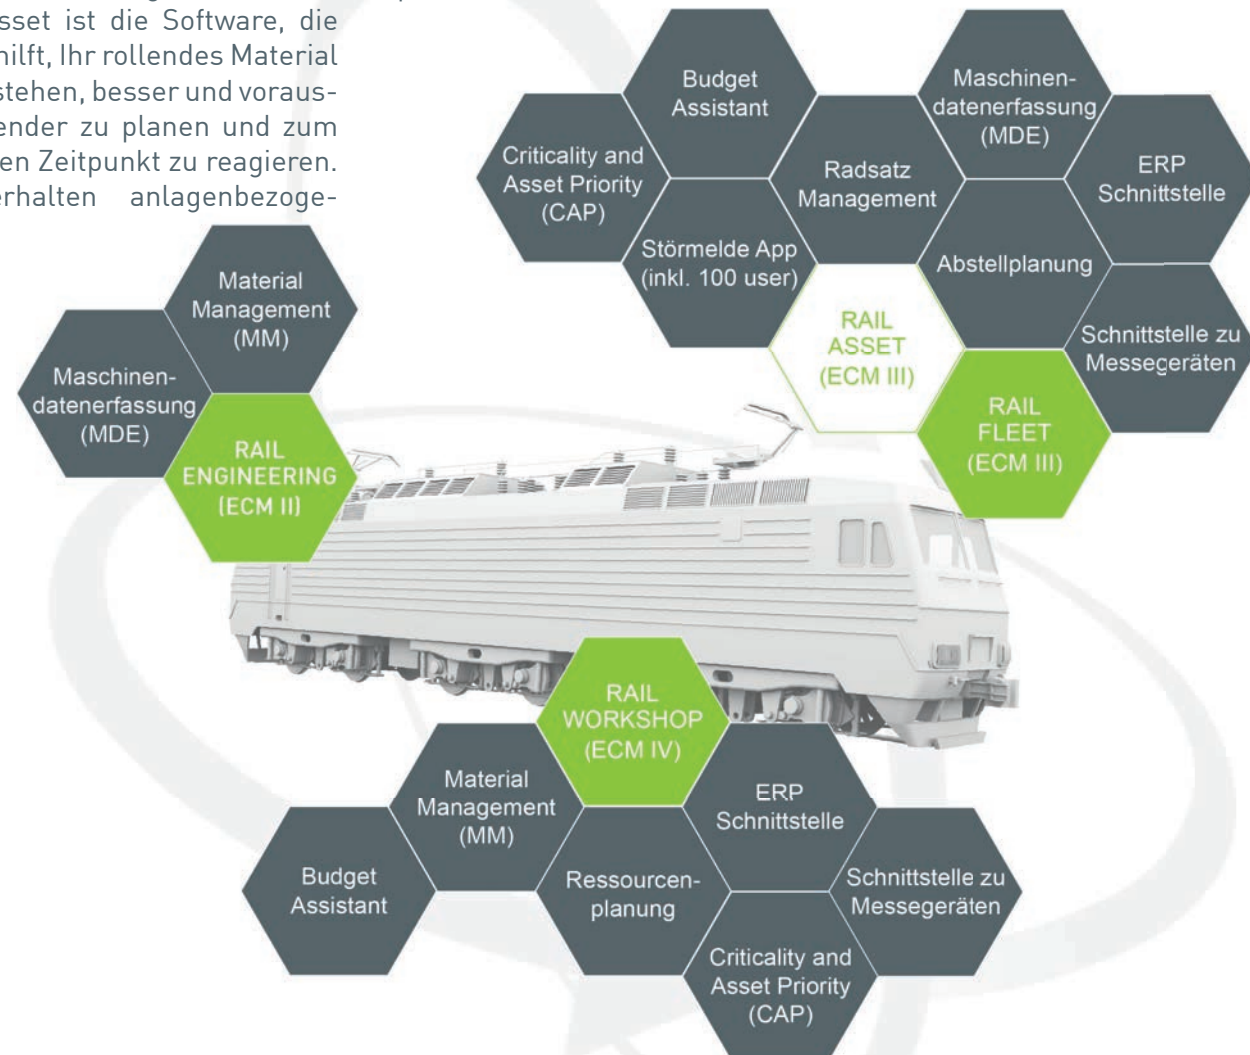 sset ist die Software, die
hilft, Ihr rollendes Material
stehen, besser und voraus-
ender zu planen und zum
en Zeitpunkt zu reagieren.
erhalten anlagenbezoge-
Budget
Assistant
Maschinen-
datenerfassung
(MDE)
Criticality and
Asset Priority
(CAP)
Radsatz
Management
ERP
Schnittstelle
Störmelde App
(inkl. 100 user)
Abstellplanung
RAIL
ASSET
(ECM III)
Schnittstelle zu
Messegeräten
RAIL
FLEET
(ECM III)
Material
Management
(MM)
Maschinen-
datenerfassung
(MDE)
RAIL
ENGINEERING
(ECM II)
RAIL
WORKSHOP
(ECM IV)
Material
Management
(MM)
ERP
Schnittstelle
Budget
Assistant
Ressourcen-
planung
Schnittstelle zu
Messegeräten
Criticality and
Asset Priority
(CAP)